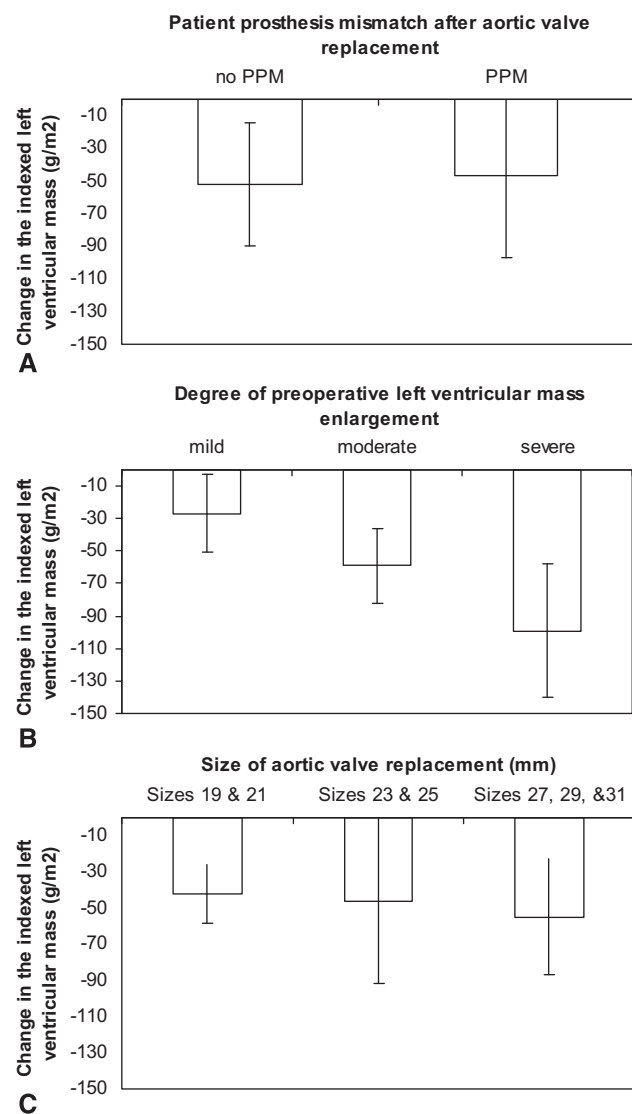 Patient prosthesis mismatch after aortic valve
replacement
no PPM PPM
Change in the indexed left
ventricular mass (g/m2)
-10
-30
-50
-70
-90
-110
-130
-150
A
Degree of preoperative left ventricular mass
enlargement
mild moderate severe
Change in the indexed left
ventricular mass (g/m2)
-10
-30
-50
-70
-90
-110
-130
-150
B
Size of aortic valve replacement (mm)
Sizes 19 & 21 Sizes 23 & 25 Sizes 27, 29, &31
Change in the indexed left
ventricular mass (g/m2)
-10
-30
-50
-70
-90
-110
-130
-150
C